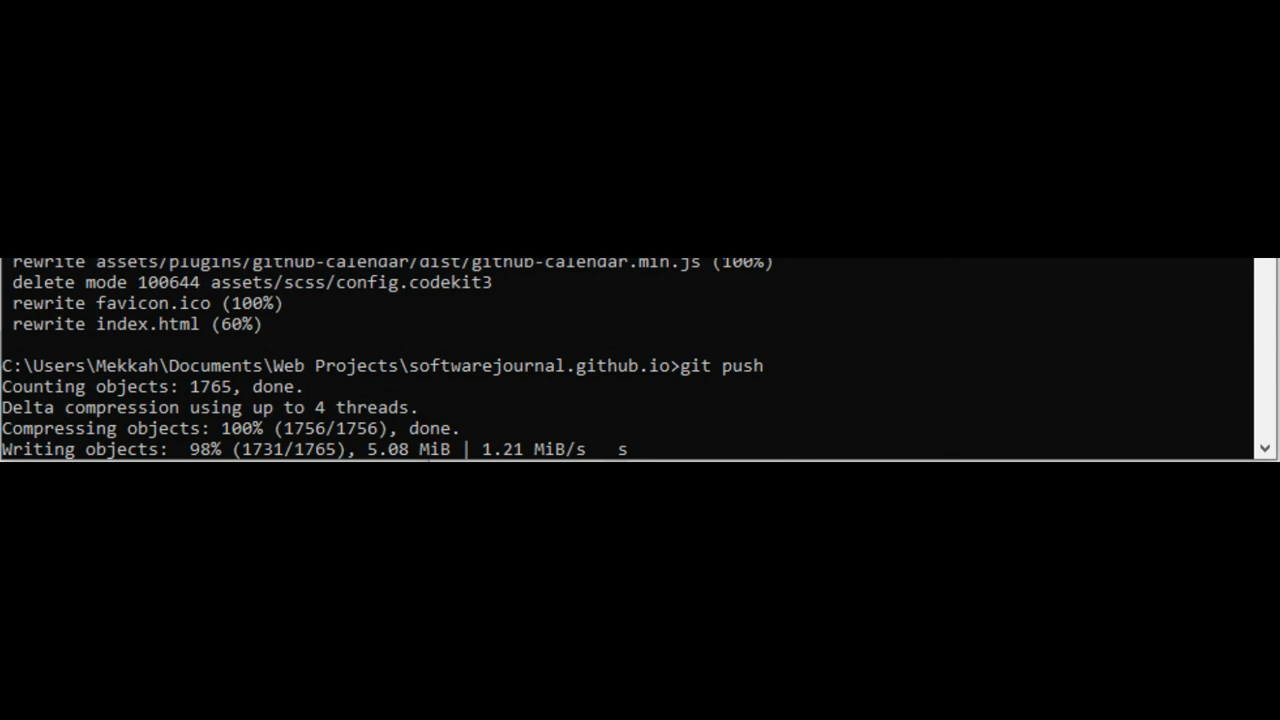 rewrite assets/plugins/github-calendar/dist/github-calendar.min.js (100%)
delete mode 100644 assets/scss/config.codekit3
rewrite favicon.ico (100%)
rewrite index.html (60%)
C:\Users\Mekkah\Documents\Web Projects\softwarejournal.github.io>git push
Counting objects: 1765, done.
Delta compression using up to 4 threads.
Compressing objects: 100% (1756/1756), done.
Writing objects:  98% (1731/1765), 5.08 MiB | 1.21 MiB/s   s